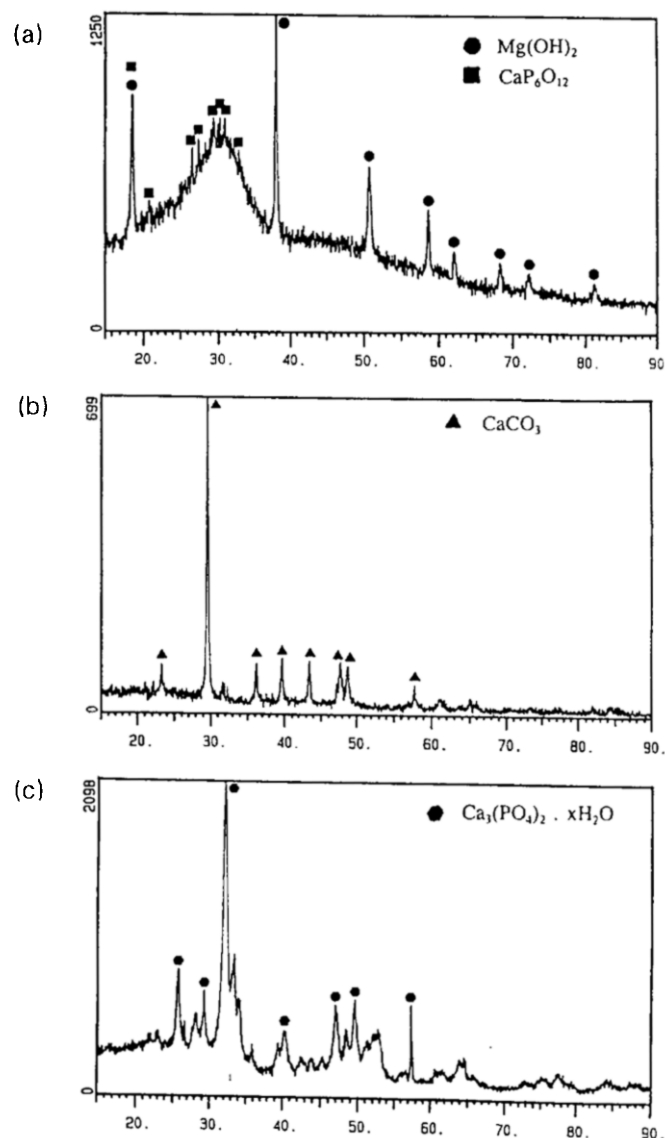 (a)
1250
Mg(OH)₂
CaP₆O₁₂
0
20. 30. 40. 50. 60. 70. 80. 90.
(b)
699
CaCO₃
0
20. 30. 40. 50. 60. 70. 80. 90.
(c)
2098
Ca₃(PO₄)₂ . xH₂O
0
20. 30. 40. 50. 60. 70. 80. 90.